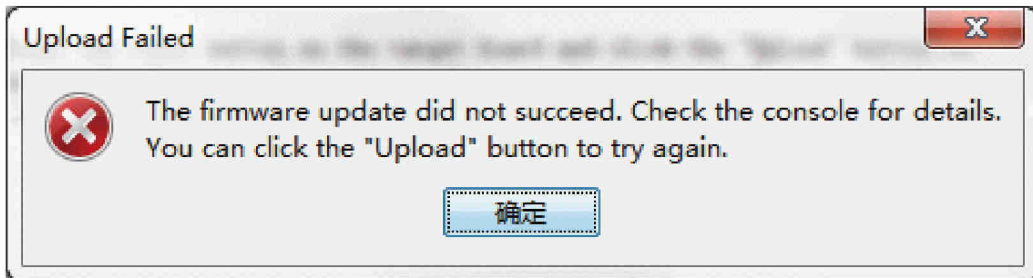 Upload Failed
The firmware update did not succeed. Check the console for details.
You can click the "Upload" button to try again.
确定